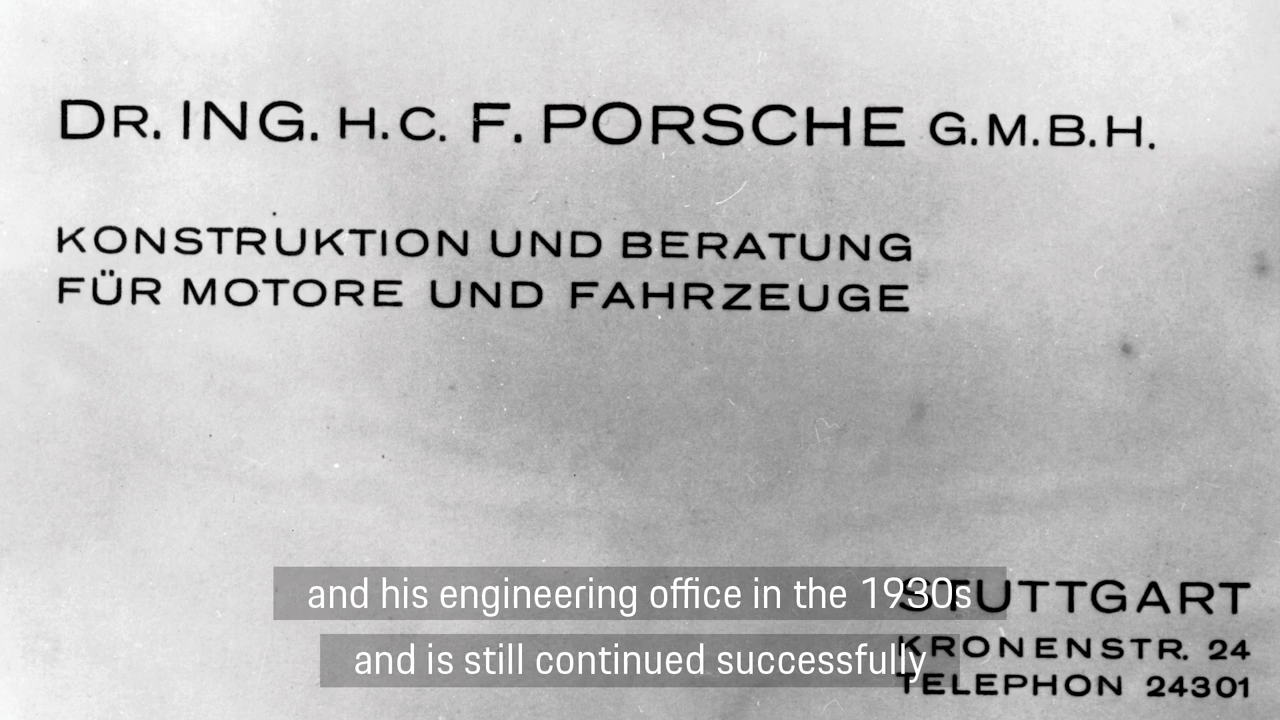 DR. ING. H.C. F. PORSCHE G.M.B.H.
KONSTRUKTION UND BERATUNG
FÜR MOTORE UND FAHRZEUGE
and his engineering office in the 1930s
STUTTGART
KRONENSTR. 24
and is still continued successfully
TELEPHON 24301